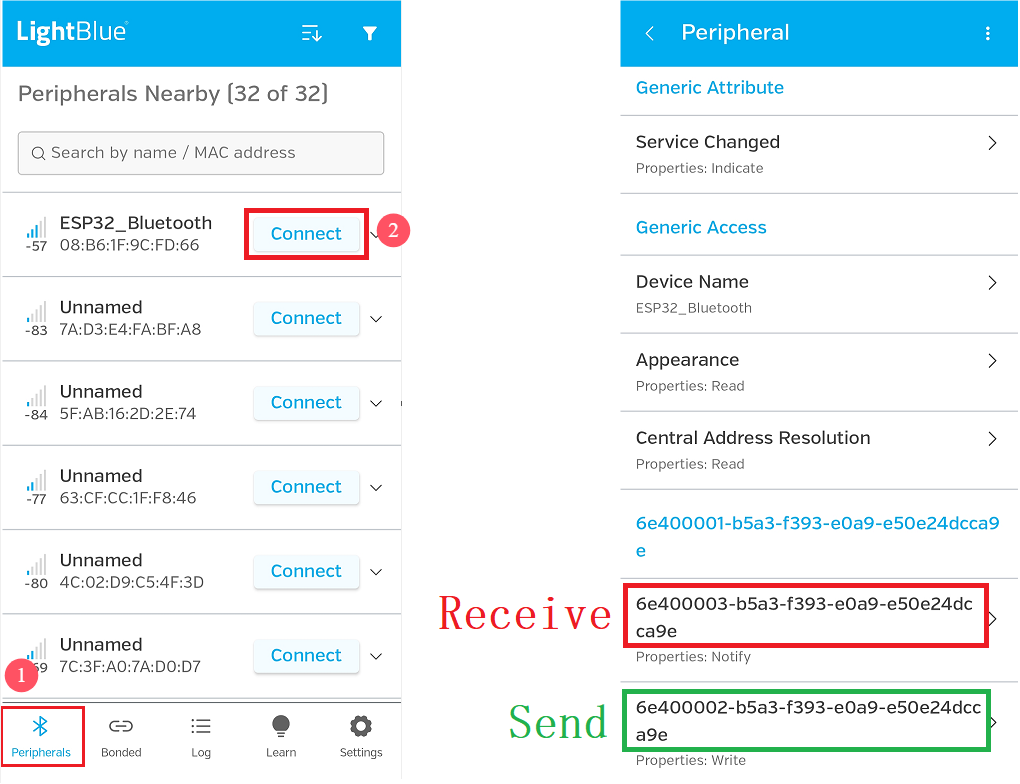 LightBlue
Peripherals Nearby (32 of 32)
Search by name / MAC address
ESP32_Bluetooth
-57
08:B6:1F:9C:FD:66
Connect
2
Unnamed
-83
7A:D3:E4:FA:BF:A8
Connect
Unnamed
-84
5F:AB:16:2D:2E:74
Connect
Unnamed
-77
63:CF:CC:1F:F8:46
Connect
Unnamed
-80
4C:02:D9:C5:4F:3D
Connect
Unnamed
7C:3F:A0:7A:D0:D7
Connect
1
Peripherals
Bonded
Log
Learn
Settings
Peripheral
Generic Attribute
Service Changed
Properties: Indicate
Generic Access
Device Name
ESP32_Bluetooth
Appearance
Properties: Read
Central Address Resolution
Properties: Read
6e400001-b5a3-f393-e0a9-e50e24dcca9
e
Receive
6e400003-b5a3-f393-e0a9-e50e24dc
ca9e
Properties: Notify
Send
6e400002-b5a3-f393-e0a9-e50e24dcc
a9e
Properties: Write